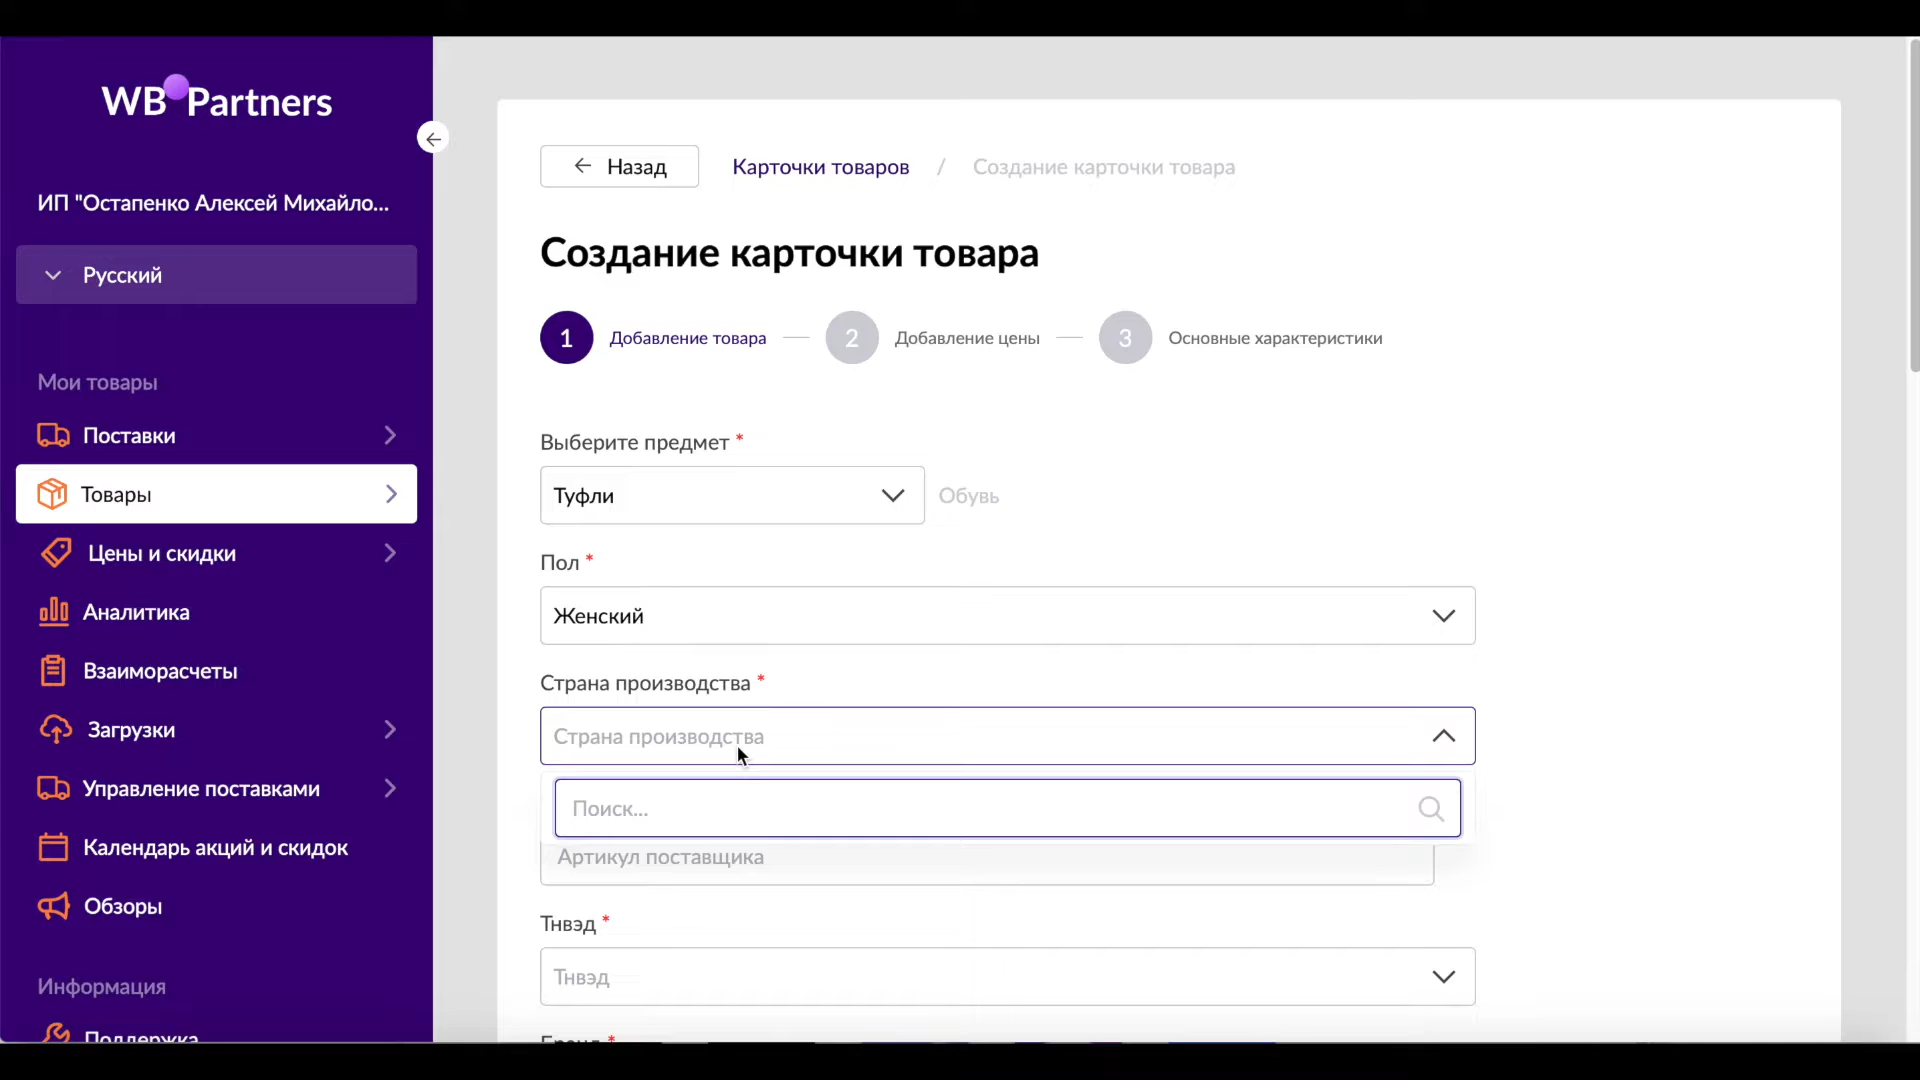 WB Partners
ИП "Остапенко Алексей Михайло...
Русский
Мои товары
Поставки
Товары
Цены и скидки
Аналитика
Взаиморасчеты
Загрузки
Управление поставками
Календарь акций и скидок
Обзоры
Информация
Поддержка
Назад
Карточки товаров / Создание карточки товара
Создание карточки товара
1 Добавление товара — 2 Добавление цены — 3 Основные характеристики
Выберите предмет *
Туфли Обувь
Пол *
Женский
Страна производства *
Страна производства
Поиск...
Артикул поставщика
Тнвэд *
Тнвэд
Бренд *